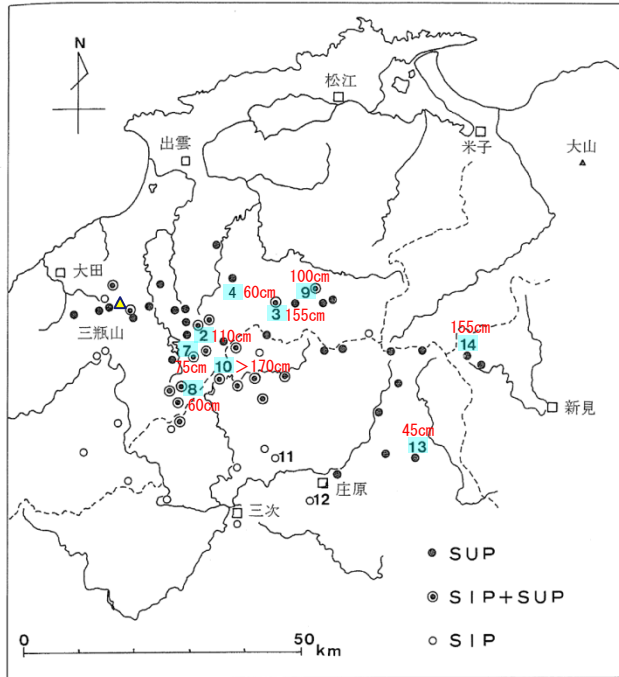 N
松江
米子
大山
出雲
大田
三瓶山
4 60cm
100cm
9
3 155cm
2
110cm
7
75cm
10 >170cm
8
60cm
155cm
14
新見
45cm
13
11
12
庄原
三次
SUP
SIP+SUP
SIP
0 50
km